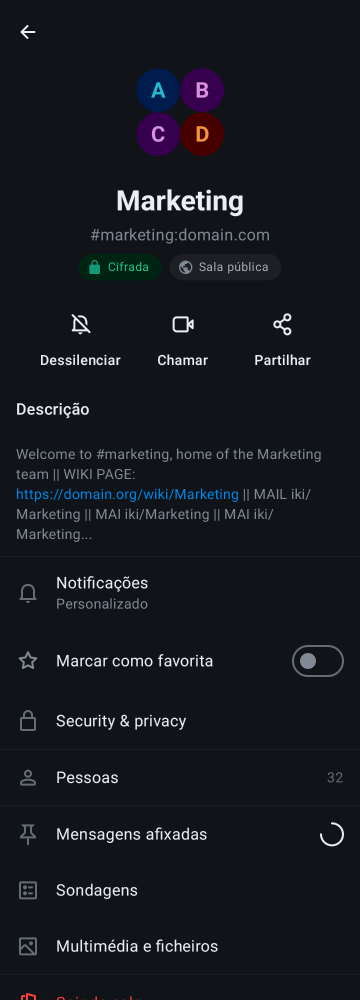 A B
C D
Marketing
#marketing:domain.com
Cifrada Sala pública
Dessilenciar Chamar Partilhar
Descrição
Welcome to #marketing, home of the Marketing
team || WIKI PAGE:
https://domain.org/wiki/Marketing || MAIL iki/
Marketing || MAI iki/Marketing || MAI iki/
Marketing...
Notificações
Personalizado
Marcar como favorita
Security & privacy
Pessoas 32
Mensagens afixadas
Sondagens
Multimédia e ficheiros